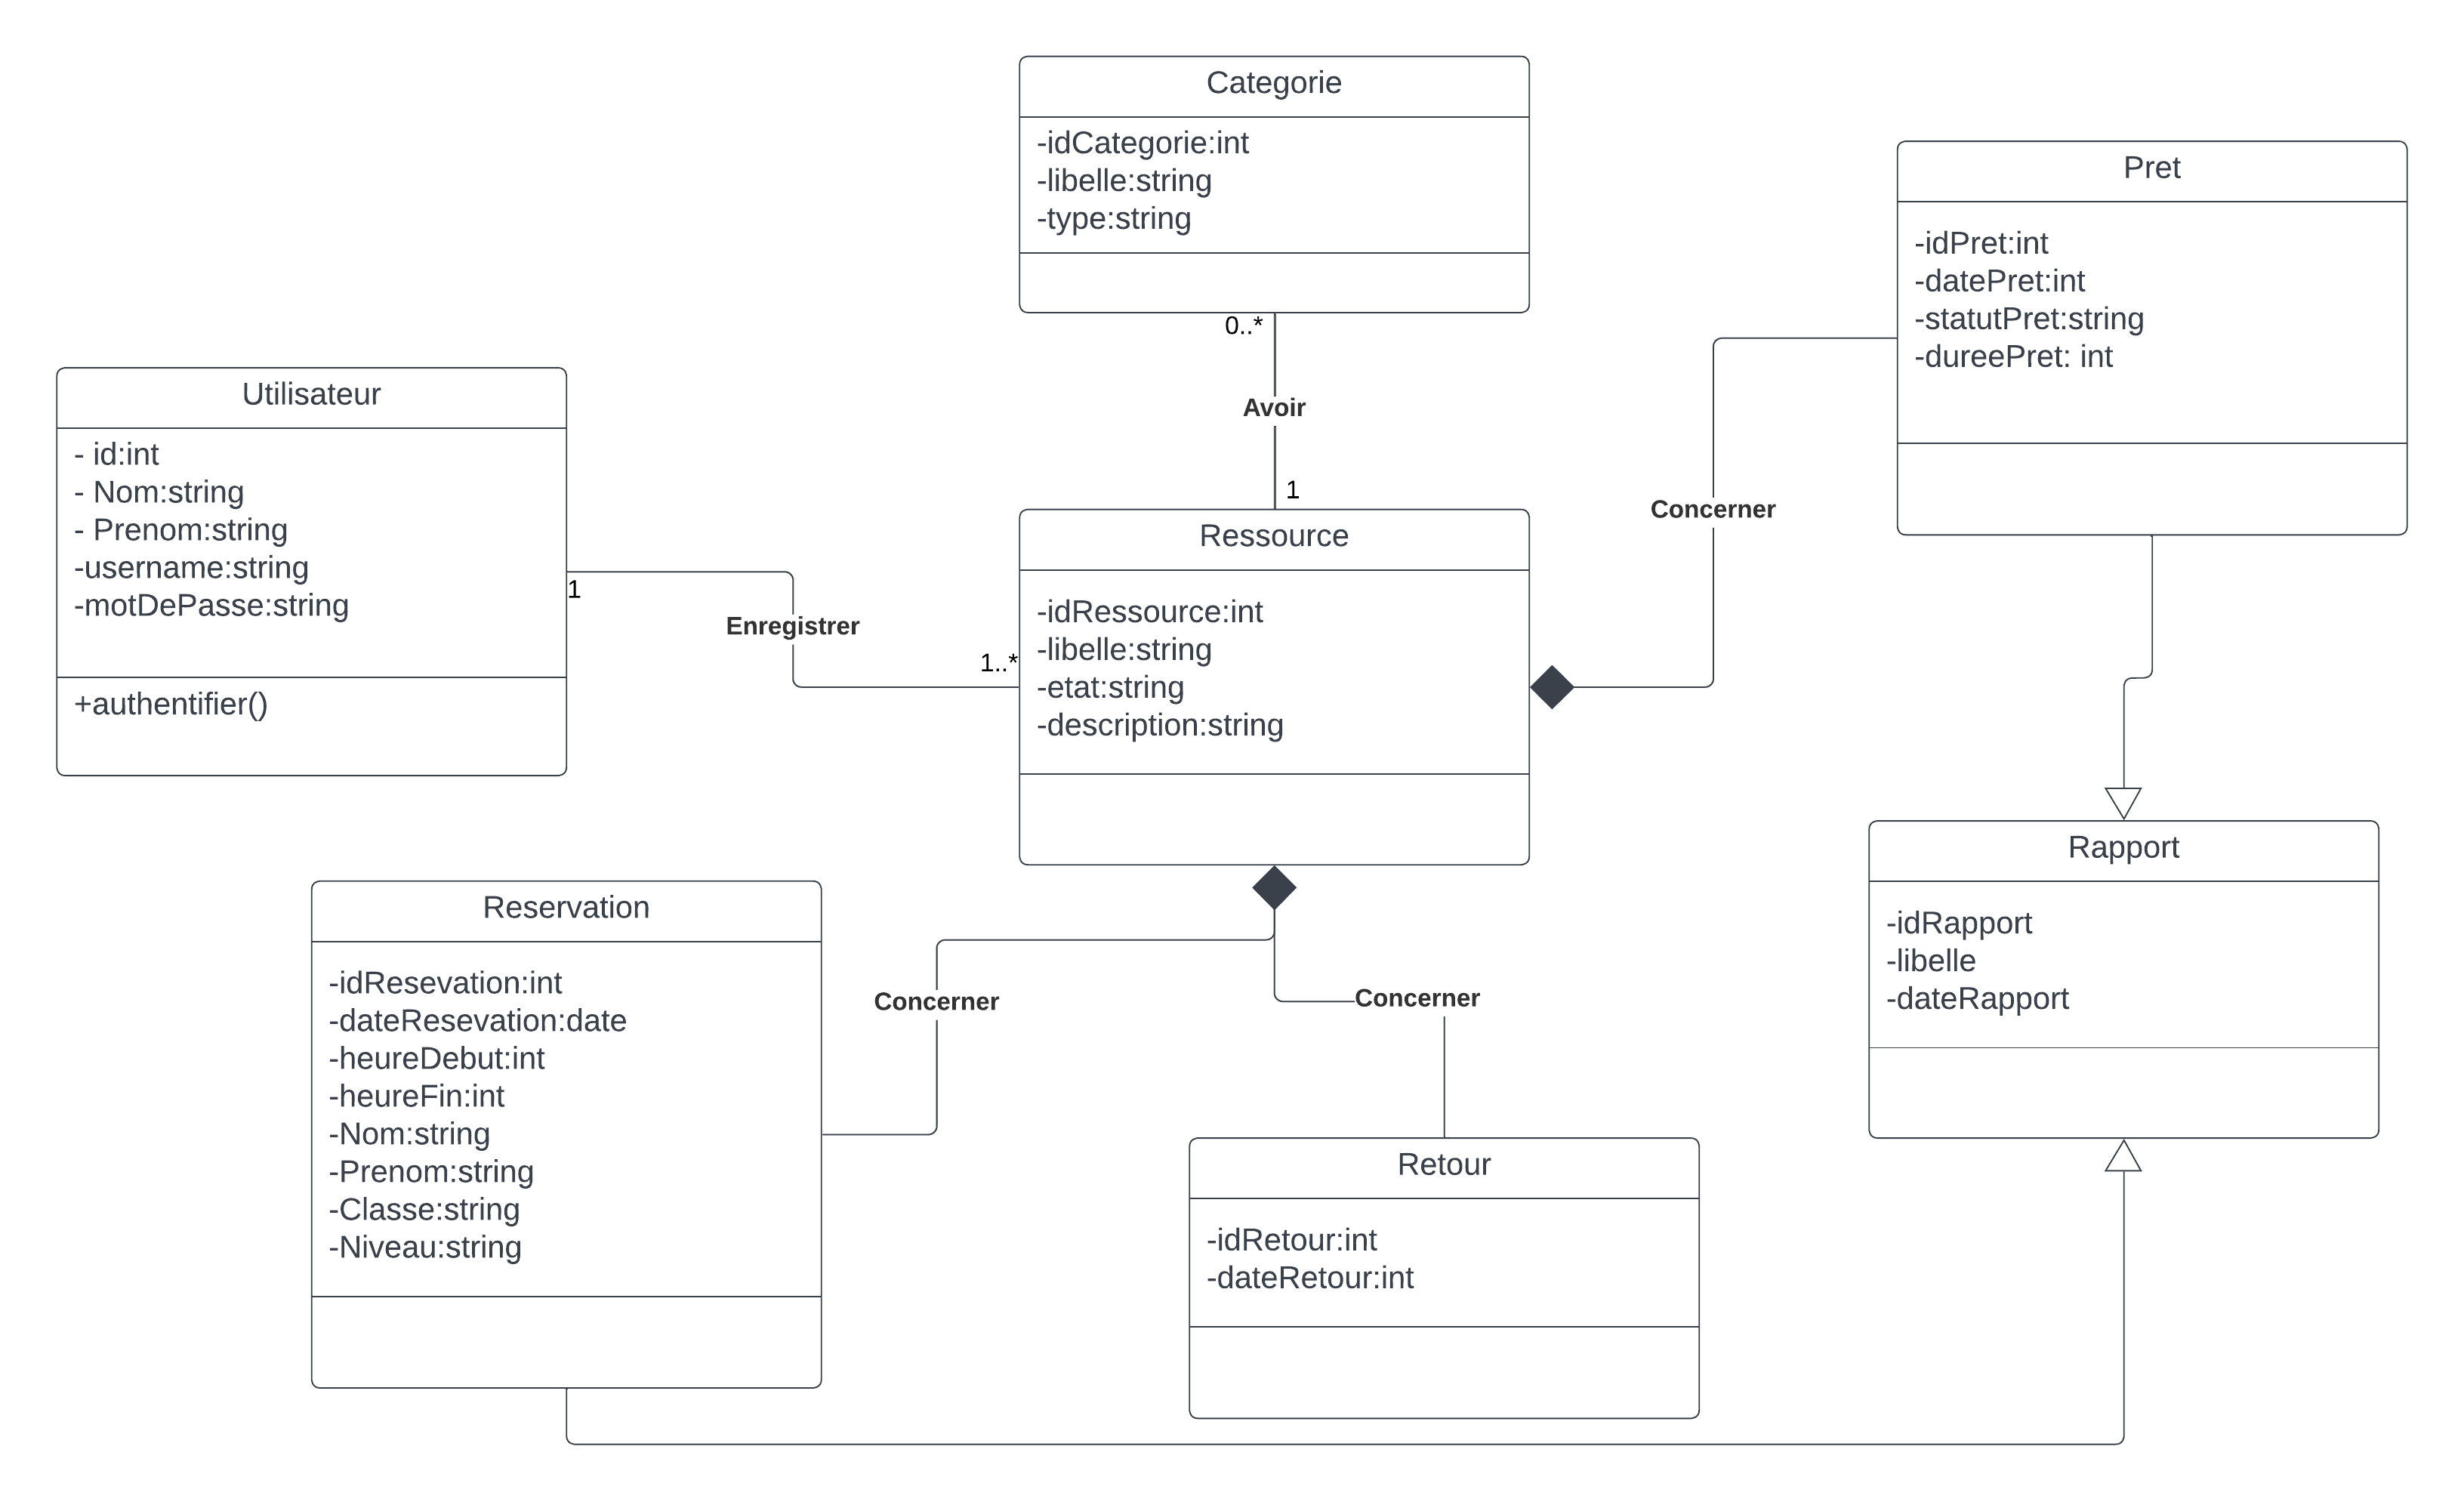 Categorie
-idCategorie:int
-libelle:string
-type:string
0..*
Avoir
1
Pret
-idPret:int
-datePret:int
-statutPret:string
-dureePret: int
Utilisateur
- id:int
- Nom:string
- Prenom:string
-username:string
-motDePasse:string
+authentifier()
1
Enregistrer
1..*
Ressource
-idRessource:int
-libelle:string
-etat:string
-description:string
Concerner
Rapport
-idRapport
-libelle
-dateRapport
Reservation
-idResevation:int
-dateResevation:date
-heureDebut:int
-heureFin:int
-Nom:string
-Prenom:string
-Classe:string
-Niveau:string
Concerner
Concerner
Retour
-idRetour:int
-dateRetour:int